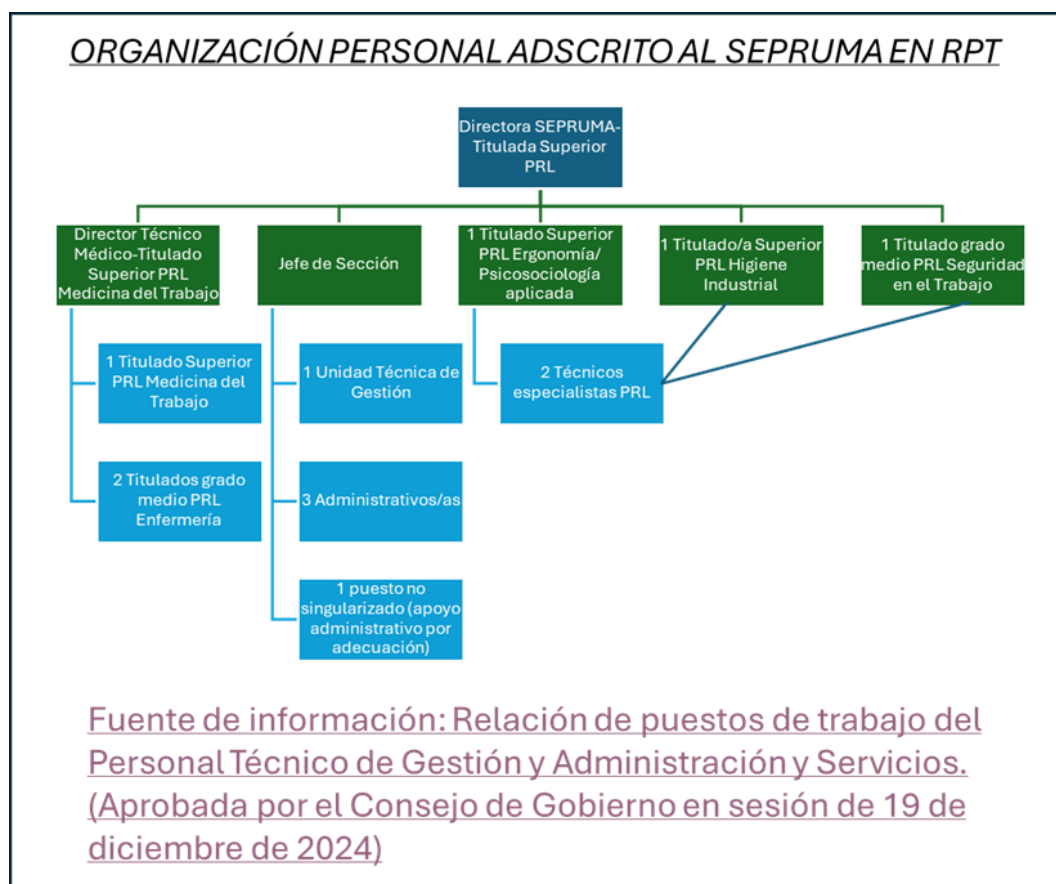 ORGANIZACIÓN PERSONAL ADSCRITO AL SEPRUMA EN RPT
Directora SEPRUMA-
Titulada Superior
PRL
Director Técnico
Médico-Titulado
Superior PRL
Medicina del Trabajo
Jefe de Sección
1 Titulado Superior
PRL Ergonomía/
Psicosociología
aplicada
1 Titulado/a Superior
PRL Higiene
Industrial
1 Titulado grado
medio PRL Seguridad
en el Trabajo
1 Titulado Superior
PRL Medicina del
Trabajo
1 Unidad Técnica de
Gestión
2 Técnicos
especialistas PRL
2 Titulados grado
medio PRL
Enfermería
3 Administrativos/as
1 puesto no
singularizado (apoyo
administrativo por
adecuación)
Fuente de información: Relación de puestos de trabajo del
Personal Técnico de Gestión y Administración y Servicios.
(Aprobada por el Consejo de Gobierno en sesión de 19 de
diciembre de 2024)